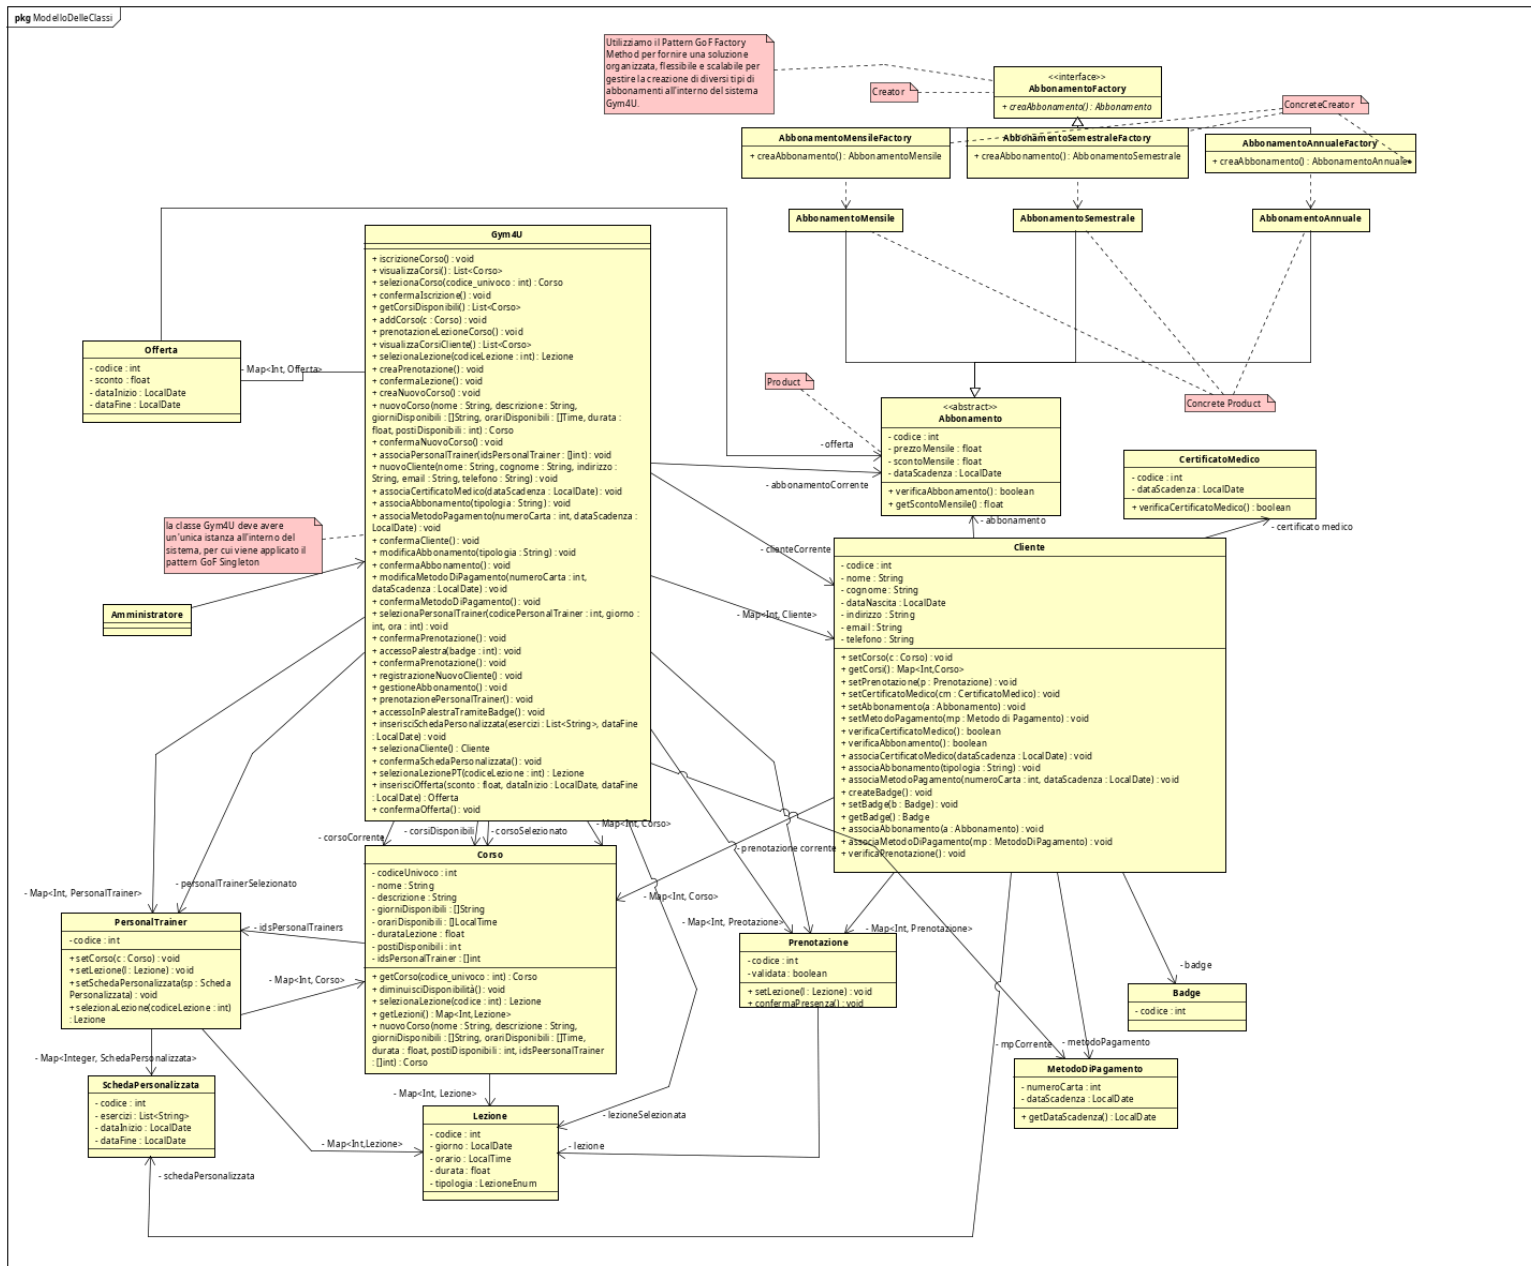 pkg ModelloDelleClassi
Utilizziamo il Pattern GoF Factory
Method per fornire una soluzione
organizzata, flessibile e scalabile per
gestire la creazione di diversi tipi di
abbonamenti all'interno del sistema
Gym4U.
Creator
<<interface>>
AbbonamentoFactory
+ creaAbbonamento() : Abbonamento
ConcreteCreator
AbbonamentoMensileFactory
+ creaAbbonamento() : AbbonamentoMensile
AbbonamentoSemestraleFactory
+ creaAbbonamento() : AbbonamentoSemestrale
AbbonamentoAnnualeFactory
+ creaAbbonamento() : AbbonamentoAnnuale
AbbonamentoMensile
AbbonamentoSemestrale
AbbonamentoAnnuale
Gym4U
+ iscrizioneCorso() : void
+ visualizzaCorsi() : List<Corso>
+ selezionaCorso(codice_univoco : int) : Corso
+ confermaIscrizione() : void
+ getCorsiDisponibili() : List<Corso>
+ addCorso(c : Corso) : void
+ prenotazioneLezioneCorso() : void
+ visualizzaCorsiCliente() : List<Corso>
+ selezionaLezione(codiceLezione : int) : Lezione
+ creaPrenotazione() : void
+ confermaLezione() : void
+ creaNuovoCorso() : void
+ nuovoCorso(nome : String, descrizione : String,
giorniDisponibili : []String, orariDisponibili : []Time, durata :
float, postiDisponibili : int) : Corso
+ confermaNuovoCorso() : void
+ associaPersonalTrainer(idsPersonalTrainer : []int) : void
+ nuovoCliente(nome : String, cognome : String, indirizzo :
String, email : String, telefono : String) : void
+ associaCertificatoMedico(dataScadenza : LocalDate) : void
+ associaAbbonamento(tipologia : String) : void
+ associaMetodoPagamento(numeroCarta : int, dataScadenza :
LocalDate) : void
+ confermaCliente() : void
+ modificaAbbonamento(tipologia : String) : void
+ confermaAbbonamento() : void
+ modificaMetodoDiPagamento(numeroCarta : int,
dataScadenza : LocalDate) : void
+ confermaMetodoDiPagamento() : void
+ selezionaPersonalTrainer(codicePersonalTrainer : int, giorno :
int, ora : int) : void
+ confermaPrenotazione() : void
+ accessoPalestra(badge : int) : void
+ confermaPrenotazione() : void
+ registrazioneNuovoCliente() : void
+ gestioneAbbonamento() : void
+ prenotazionePersonalTrainer() : void
+ accessoInPalestraTramiteBadge() : void
+ inserisciSchedaPersonalizzata(esercizi : List<String>, dataFine
: LocalDate) : void
+ selezionaCliente() : Cliente
+ confermaSchedaPersonalizzata() : void
+ selezionaLezionePT(codiceLezione : int) : Lezione
+ inserisciOfferta(sconto : float, dataInizio : LocalDate, dataFine
: LocalDate) : Offerta
+ confermaOfferta() : void
Offerta
- codice : int
- sconto : float
- dataInizio : LocalDate
- dataFine : LocalDate
- Map<Int, Offerta>
Product
Concrete Product
<<abstract>>
Abbonamento
- codice : int
- prezzoMensile : float
- scontoMensile : float
- dataScadenza : LocalDate
+ verificaAbbonamento() : boolean
+ getScontoMensile() : float
- offerta
- abbonamentoCorrente
- abbonamento
CertificatoMedico
- codice : int
- dataScadenza : LocalDate
+ verificaCertificatoMedico() : boolean
- certificato medico
la classe Gym4U deve avere
un'unica istanza all'interno del
sistema, per cui viene applicato il
pattern GoF Singleton
Amministratore
- clienteCorrente
- Map<Int, Cliente>
Cliente
- codice : int
- nome : String
- cognome : String
- dataNascita : LocalDate
- indirizzo : String
- email : String
- telefono : String
+ setCorso(c : Corso) : void
+ getCorsi() : Map<Int,Corso>
+ setPrenotazione(p : Prenotazione) : void
+ setCertificatoMedico(cm : CertificatoMedico) : void
+ setAbbonamento(a : Abbonamento) : void
+ setMetodoPagamento(mp : Metodo di Pagamento) : void
+ verificaCertificatoMedico() : boolean
+ verificaAbbonamento() : boolean
+ associaCertificatoMedico(dataScadenza : LocalDate) : void
+ associaAbbonamento(tipologia : String) : void
+ associaMetodoPagamento(numeroCarta : int, dataScadenza : LocalDate) : void
+ createBadge() : void
+ setBadge(b : Badge) : void
+ getBadge() : Badge
+ associaAbbonamento(a : Abbonamento) : void
+ associaMetodoDiPagamento(mp : MetodoDiPagamento) : void
+ verificaPrenotazione() : void
- corsoCorrente
- corsiDisponibili
- corsoSelezionato
- Map<Int, Corso>
- prenotazione corrente
- Map<Int, PersonalTrainer>
- personalTrainerSelezionato
Corso
- codiceUnivoco : int
- nome : String
- descrizione : String
- giorniDisponibili : []String
- orariDisponibili : []LocalTime
- durataLezione : float
- postiDisponibili : int
- idsPersonalTrainer : []int
+ getCorso(codice_univoco : int) : Corso
+ diminuisciDisponibilità() : void
+ selezionaLezione(codice : int) : Lezione
+ getLezioni() : Map<Int,Lezione>
+ nuovoCorso(nome : String, descrizione : String,
giorniDisponibili : []String, orariDisponibili : []Time,
durata : float, postiDisponibili : int, idsPeersonalTrainer
: []int) : Corso
- Map<Int, Corso>
- Map<Int, Preotazione>
- Map<Int, Prenotazione>
PersonalTrainer
- codice : int
+ setCorso(c : Corso) : void
+ setLezione(l : Lezione) : void
+ setSchedaPersonalizzata(sp : Scheda
Personalizzata) : void
+ selezionaLezione(codiceLezione : int)
: Lezione
- idsPersonalTrainers
- Map<Int, Corso>
Prenotazione
- codice : int
- validata : boolean
+ setLezione(l : Lezione) : void
+ confermaPresenza() : void
- badge
Badge
- codice : int
- Map<Integer, SchedaPersonalizzata>
- mpCorrente
- metodoPagamento
MetodoDiPagamento
- numeroCarta : int
- dataScadenza : LocalDate
+ getDataScadenza() : LocalDate
SchedaPersonalizzata
- codice : int
- esercizi : List<String>
- dataInizio : LocalDate
- dataFine : LocalDate
- schedaPersonalizzata
- Map<Int, Lezione>
- Map<Int,Lezione>
Lezione
- codice : int
- giorno : LocalDate
- orario : LocalTime
- durata : float
- tipologia : LezioneEnum
- lezioneSelezionata
- lezione